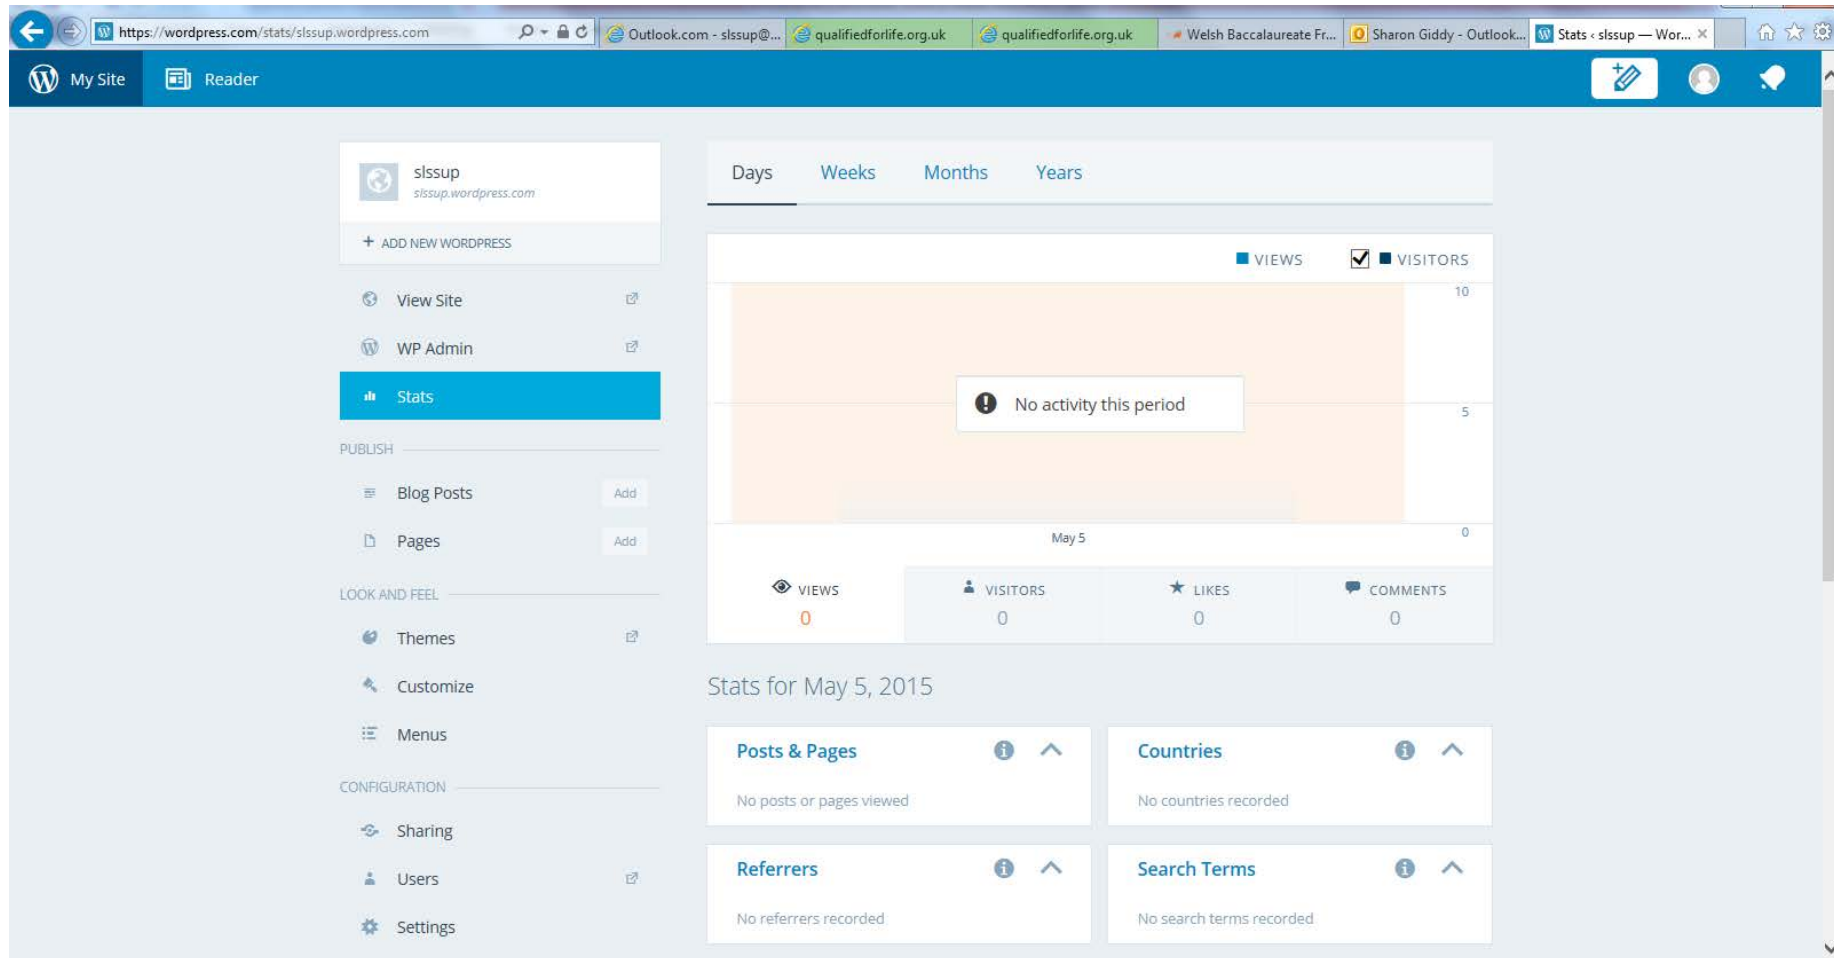 https://wordpress.com/stats/slssup.wordpress.com
Outlook.com - slssup@...
qualifiedforlife.org.uk
qualifiedforlife.org.uk
Welsh Baccalaureate Fr...
Sharon Giddy - Outlook...
Stats ‹ slssup — Wor...
My Site
Reader
slssup
slssup.wordpress.com
+ ADD NEW WORDPRESS
View Site
WP Admin
Stats
PUBLISH
Blog Posts Add
Pages Add
LOOK AND FEEL
Themes
Customize
Menus
CONFIGURATION
Sharing
Users
Settings
Days Weeks Months Years
VIEWS VISITORS
10
No activity this period
5
0
May 5
VIEWS VISITORS LIKES COMMENTS
0 0 0 0
Stats for May 5, 2015
Posts & Pages
No posts or pages viewed
Countries
No countries recorded
Referrers
No referrers recorded
Search Terms
No search terms recorded